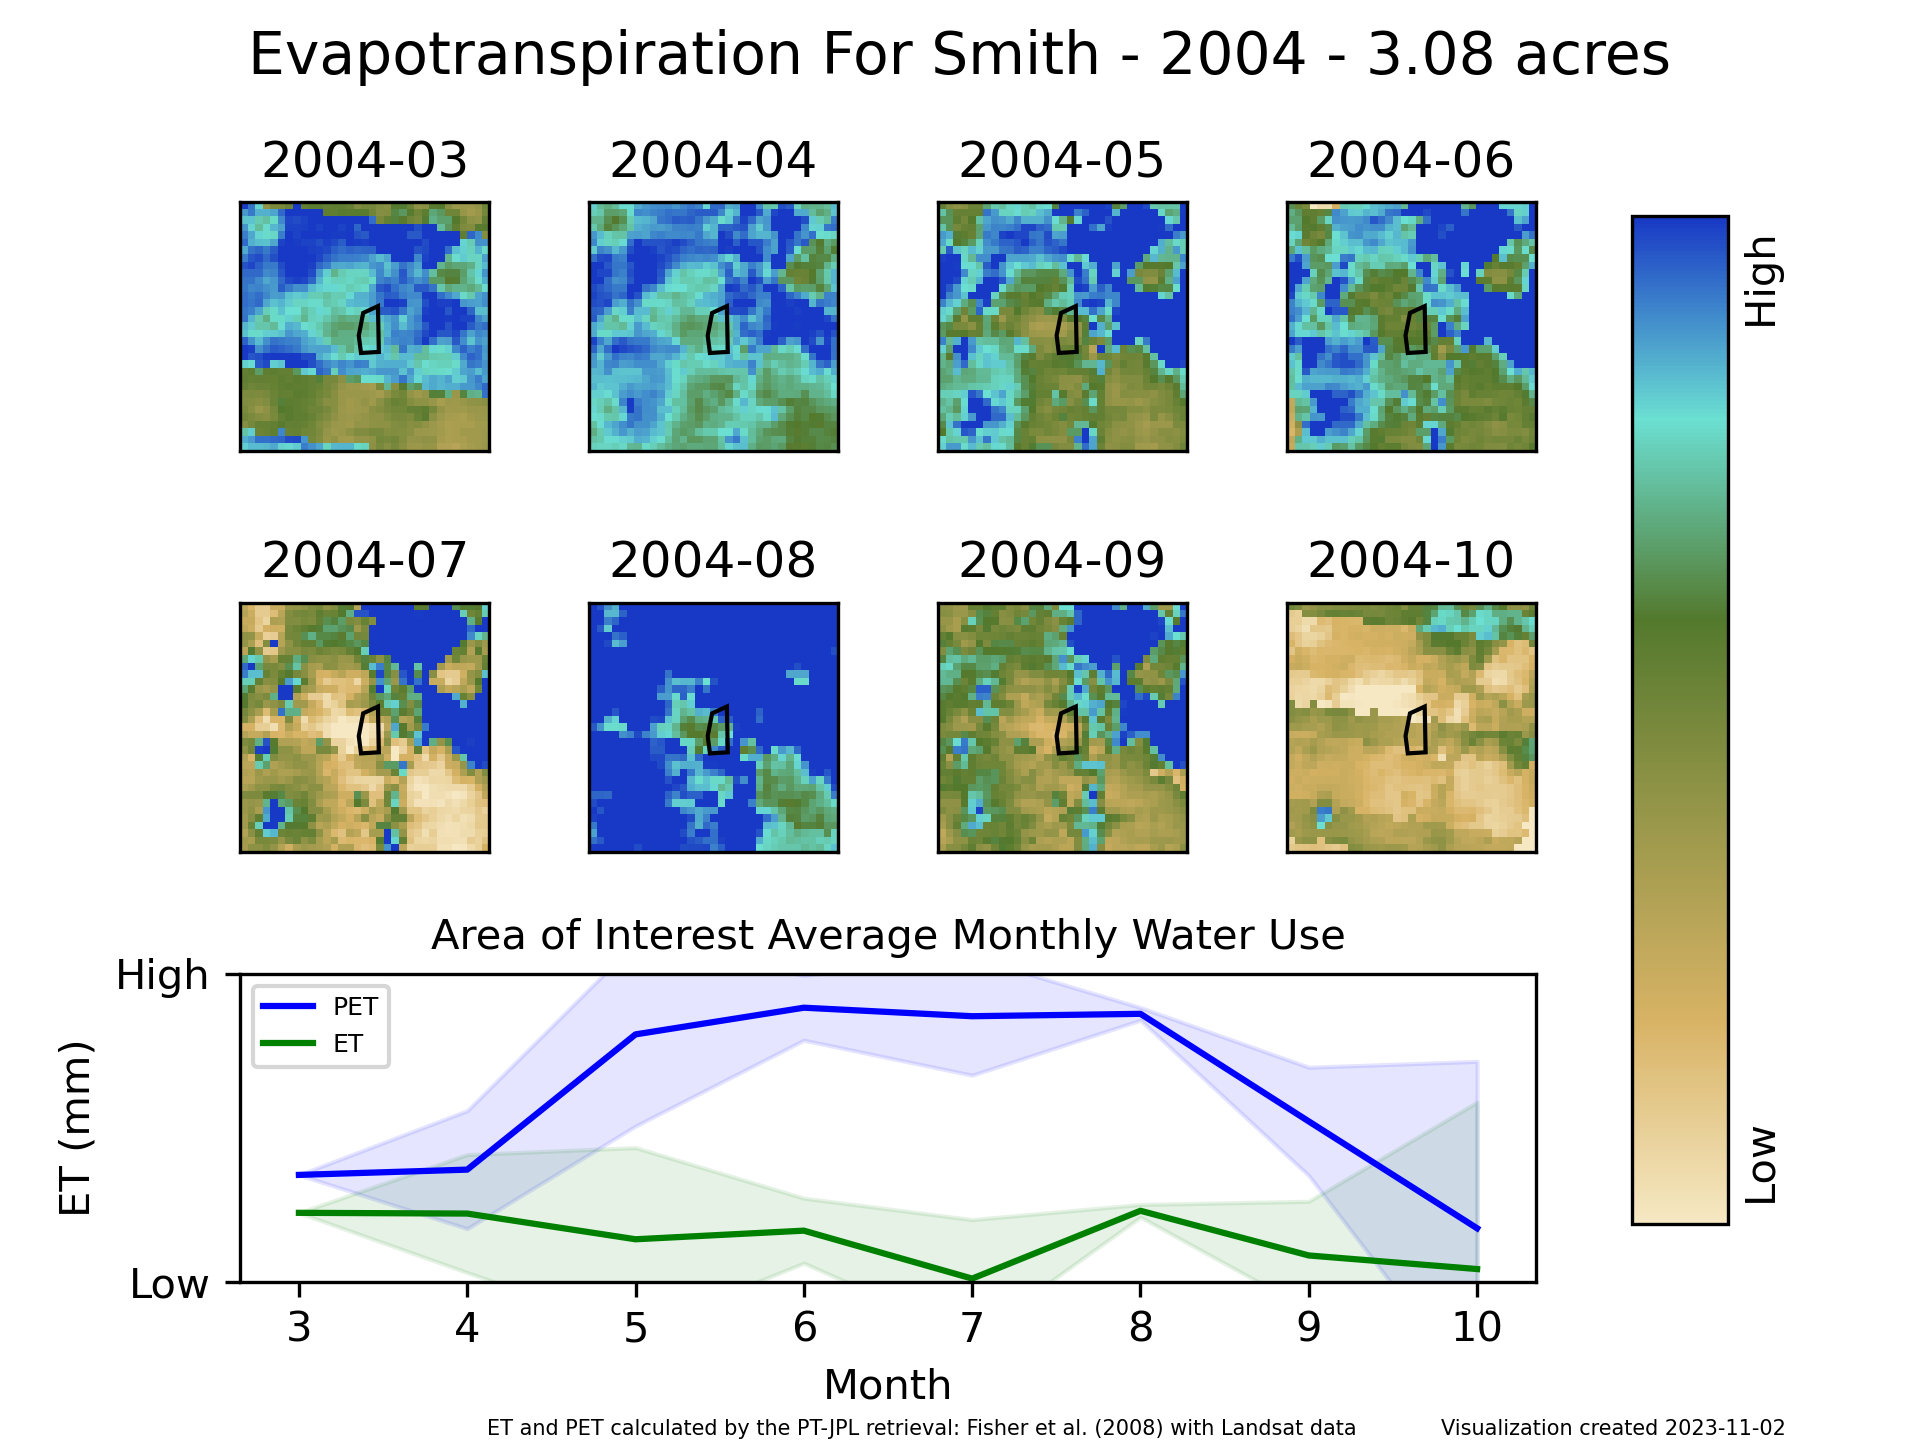 Evapotranspiration For Smith - 2004 - 3.08 acres
2004-03
2004-04
2004-05
2004-06
High
2004-07
2004-08
2004-09
2004-10
Low
Area of Interest Average Monthly Water Use
High
PET
ET
ET (mm)
Low
3
4
5
6
7
8
9
10
Month
ET and PET calculated by the PT-JPL retrieval: Fisher et al. (2008) with Landsat data
Visualization created 2023-11-02